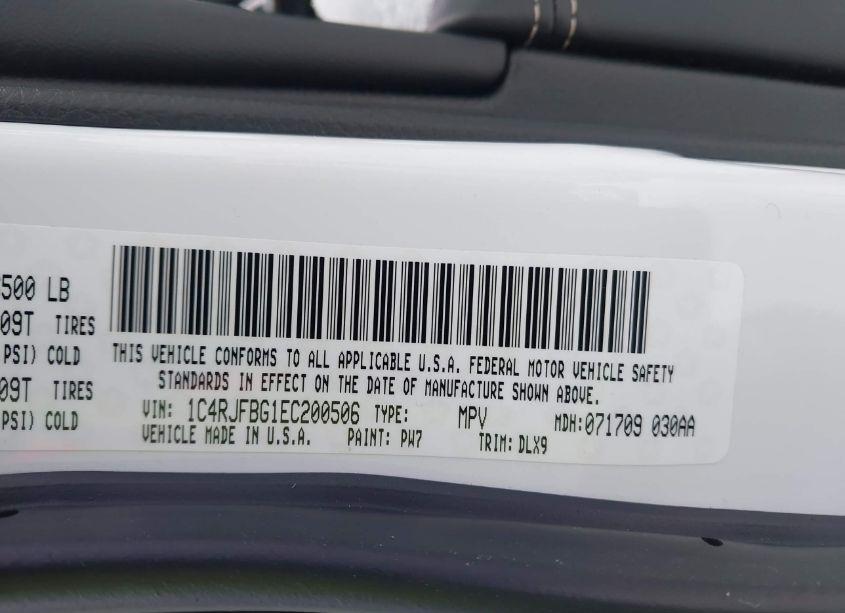 500 LB
09T TIRES
PSI) COLD
09T TIRES
PSI) COLD
THIS VEHICLE CONFORMS TO ALL APPLICABLE U.S.A. FEDERAL MOTOR VEHICLE SAFETY
STANDARDS IN EFFECT ON THE DATE OF MANUFACTURE SHOWN ABOVE.
VIN: 1C4RJFBG1EC200506 TYPE: MPV MDH:071709 030AA
VEHICLE MADE IN U.S.A. PAINT: PW7 TRIM: DLX9